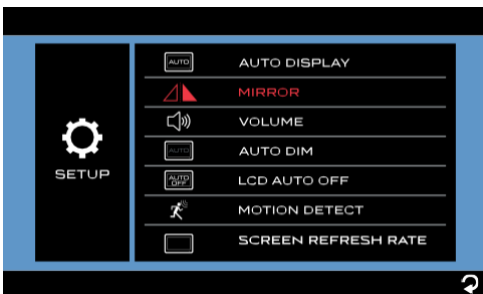 AUTO AUTO DISPLAY
MIRROR
VOLUME
AUTO AUTO DIM
SETUP
AUTO OFF LCD AUTO OFF
MOTION DETECT
SCREEN REFRESH RATE